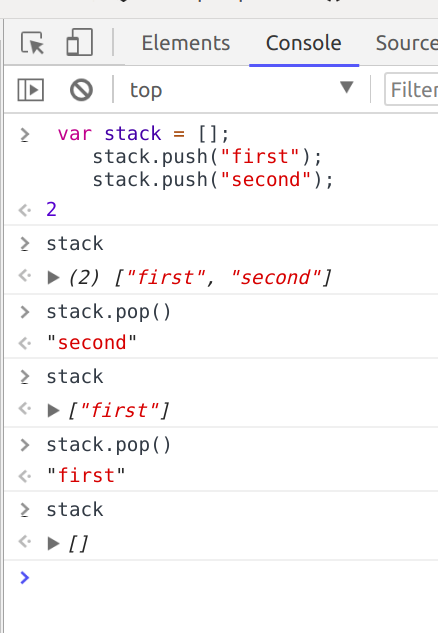 Elements Console Source
top Filter
var stack = [];
stack.push("first");
stack.push("second");
2
stack
(2) ["first", "second"]
stack.pop()
"second"
stack
["first"]
stack.pop()
"first"
stack
[]